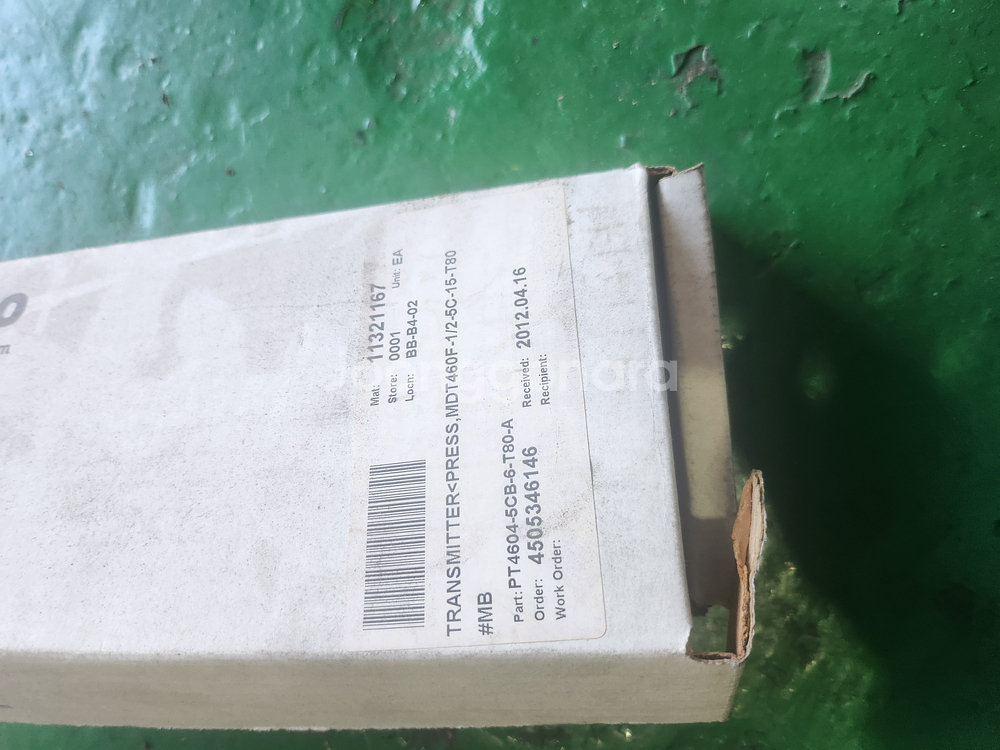 o
m
Mat: 11321167
Store: 0001 Unit: EA
Locn: BB-B4-02
TRANSMITTER<PRESS,MDT460F-1/2-5C-15-T80
#MB
Part: PT4604-5CB-6-T80-A
Order: 4505346146 Received: 2012.04.16
Work Order: Recipient: